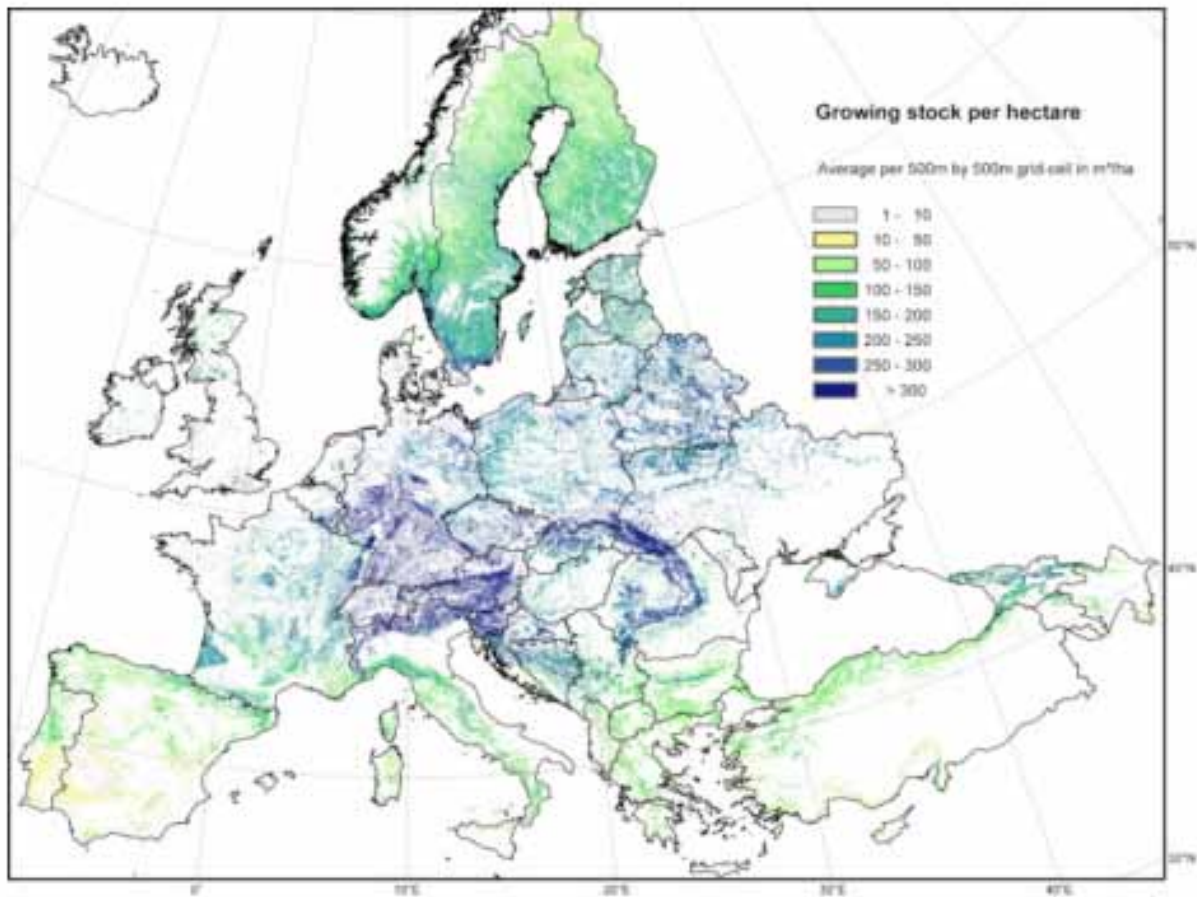 Growing stock per hectare
Average per 500m by 500m grid-cell in m³/ha
1 - 10
10 - 50
50 - 100
100 - 150
150 - 200
200 - 250
250 - 300
> 300
0°
10°E
20°E
40°E